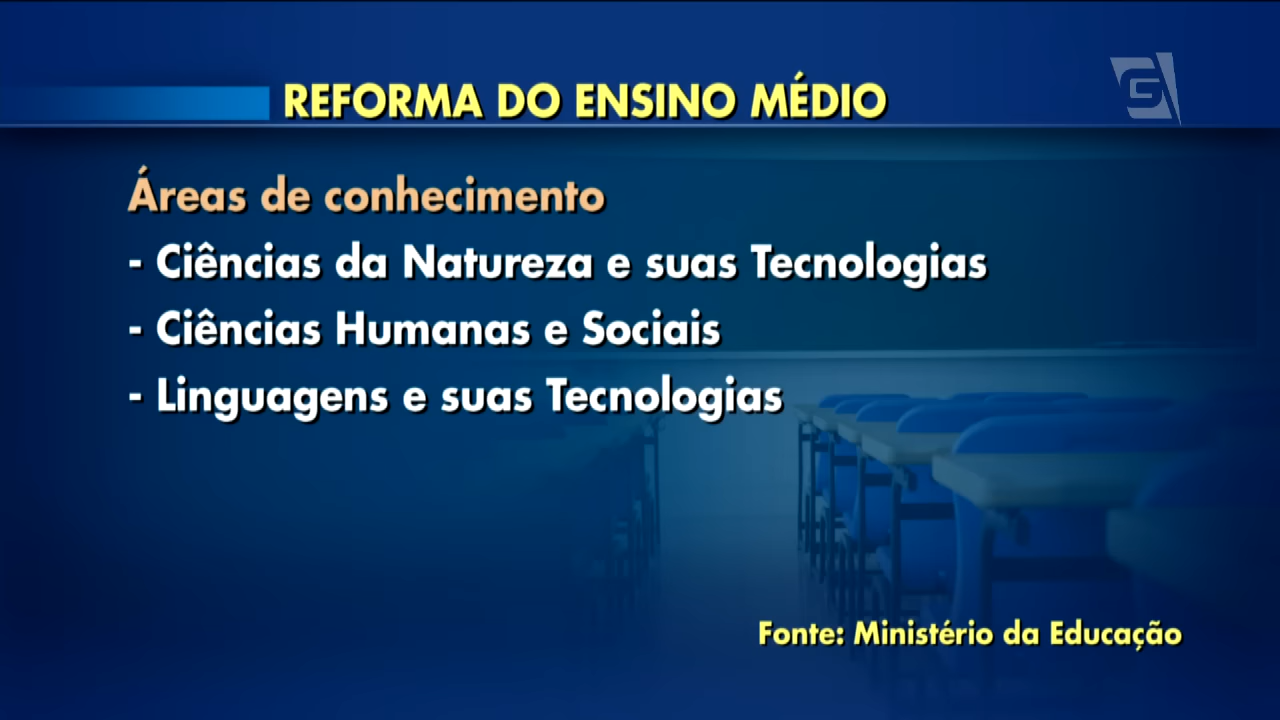 REFORMA DO ENSINO MÉDIO
Áreas de conhecimento
- Ciências da Natureza e suas Tecnologias
- Ciências Humanas e Sociais
- Linguagens e suas Tecnologias
Fonte: Ministério da Educação